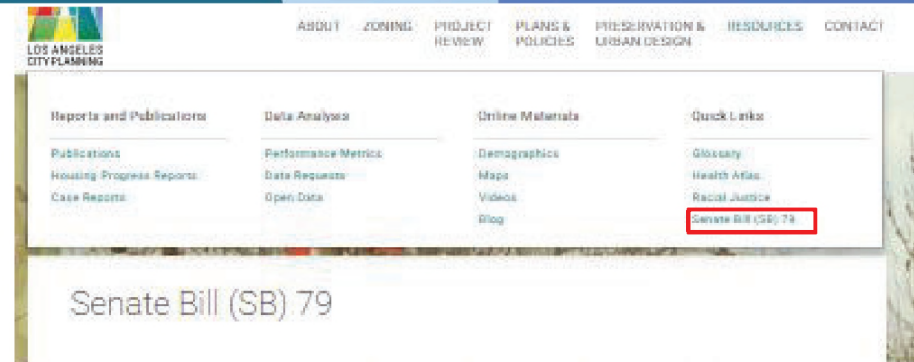 LOS ANGELES
CITY PLANNING
ABOUT
ZONING
PROJECT REVIEW
PLANS & POLICIES
PRESERVATION & URBAN DESIGN
RESOURCES
CONTACT
Reports and Publications
Publications
Housing Progress Reports
Case Reports
Data Analysis
Performance Metrics
Data Requests
Open Data
Online Materials
Demographics
Maps
Videos
Blog
Quick Links
Glossary
Health Atlas
Racial Justice
Senate Bill (SB) 79
Senate Bill (SB) 79